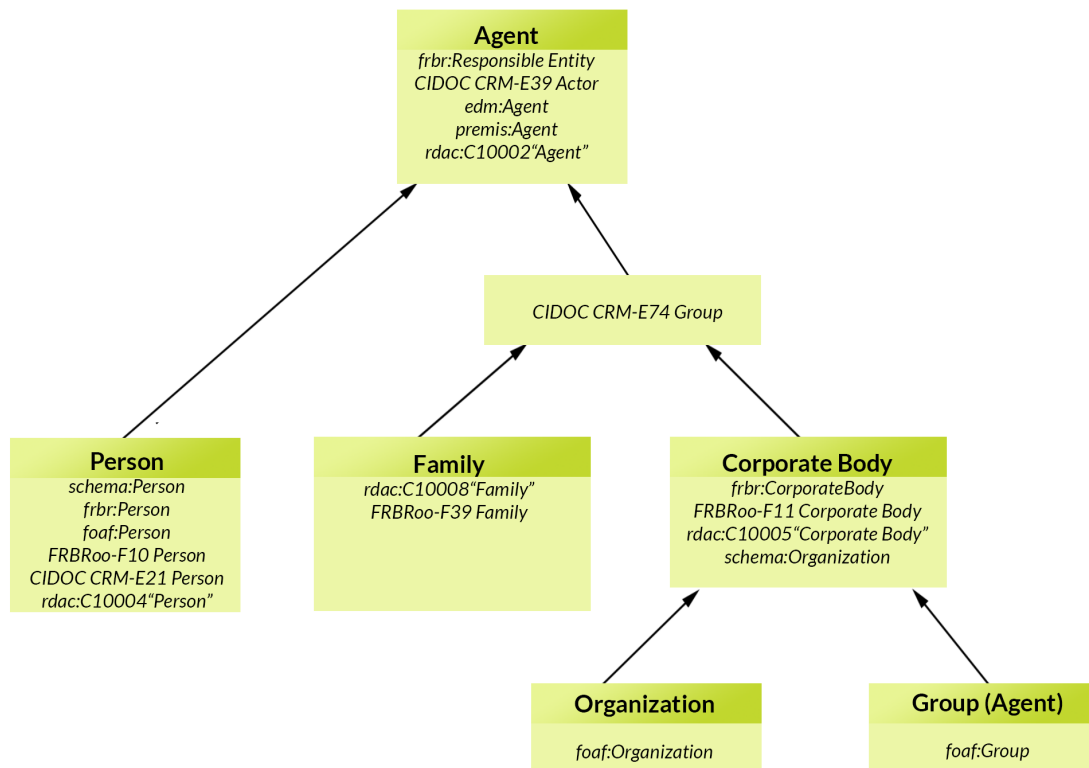 Agent
frbr:Responsible Entity
CIDOC CRM-E39 Actor
edm:Agent
premis:Agent
rdac:C10002“Agent”
CIDOC CRM-E74 Group
Person
schema:Person
frbr:Person
foaf:Person
FRBRoo-F10 Person
CIDOC CRM-E21 Person
rdac:C10004“Person”
Family
rdac:C10008“Family”
FRBRoo-F39 Family
Corporate Body
frbr:CorporateBody
FRBRoo-F11 Corporate Body
rdac:C10005“Corporate Body”
schema:Organization
Organization
foaf:Organization
Group (Agent)
foaf:Group